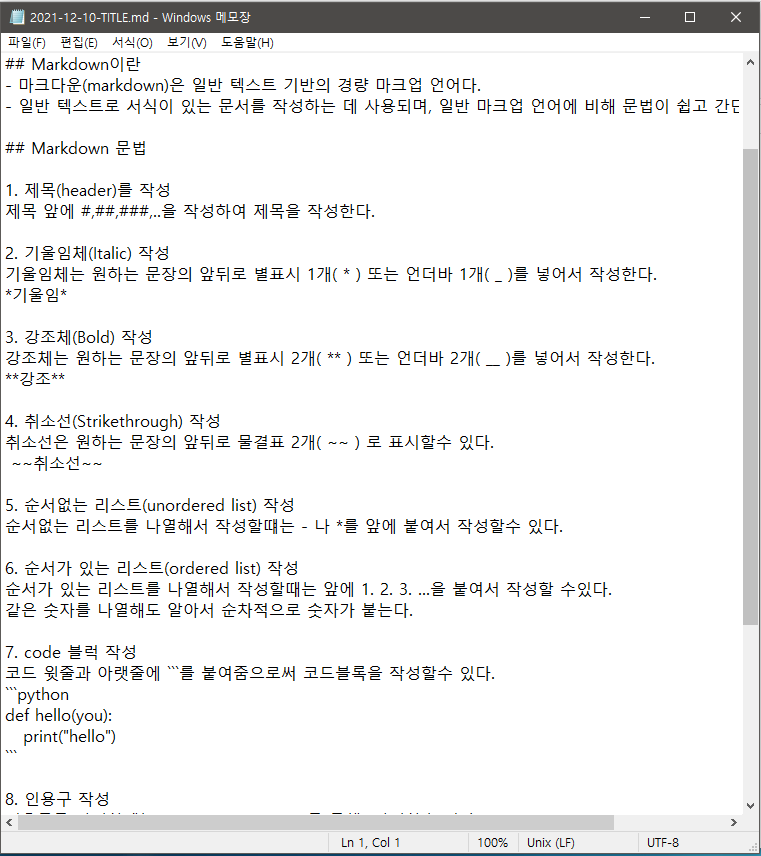 2021-12-10-TITLE.md - Windows 메모장
파일(F) 편집(E) 서식(O) 보기(V) 도움말(H)
## Markdown이란
- 마크다운(markdown)은 일반 텍스트 기반의 경량 마크업 언어다.
- 일반 텍스트로 서식이 있는 문서를 작성하는 데 사용되며, 일반 마크업 언어에 비해 문법이 쉽고
## Markdown 문법
1. 제목(header)를 작성
제목 앞에 #,##,###,..을 작성하여 제목을 작성한다.
2. 기울임체(Italic) 작성
기울임체는 원하는 문장의 앞뒤로 별표시 1개( * ) 또는 언더바 1개( _ )를 넣어서 작성한다.
*기울임*
3. 강조체(Bold) 작성
강조체는 원하는 문장의 앞뒤로 별표시 2개( ** ) 또는 언더바 2개( __ )를 넣어서 작성한다.
**강조**
4. 취소선(Strikethrough) 작성
취소선은 원하는 문장의 앞뒤로 물결표 2개( ~~ ) 로 표시할수 있다.
~~취소선~~
5. 순서없는 리스트(unordered list) 작성
순서없는 리스트를 나열해서 작성할떄는 - 나 *를 앞에 붙여서 작성할수 있다.
6. 순서가 있는 리스트(ordered list) 작성
순서가 있는 리스트를 나열해서 작성할때는 앞에 1. 2. 3. ...을 붙여서 작성할 수있다.
같은 숫자를 나열해도 알아서 순차적으로 숫자가 붙는다.
7. code 블럭 작성
코드 윗줄과 아랫줄에 ```를 붙여줌으로써 코드블록을 작성할수 있다.
```python
def hello(you):
    print("hello")
```
8. 인용구 작성
Ln 1, Col 1 100% Unix (LF) UTF-8